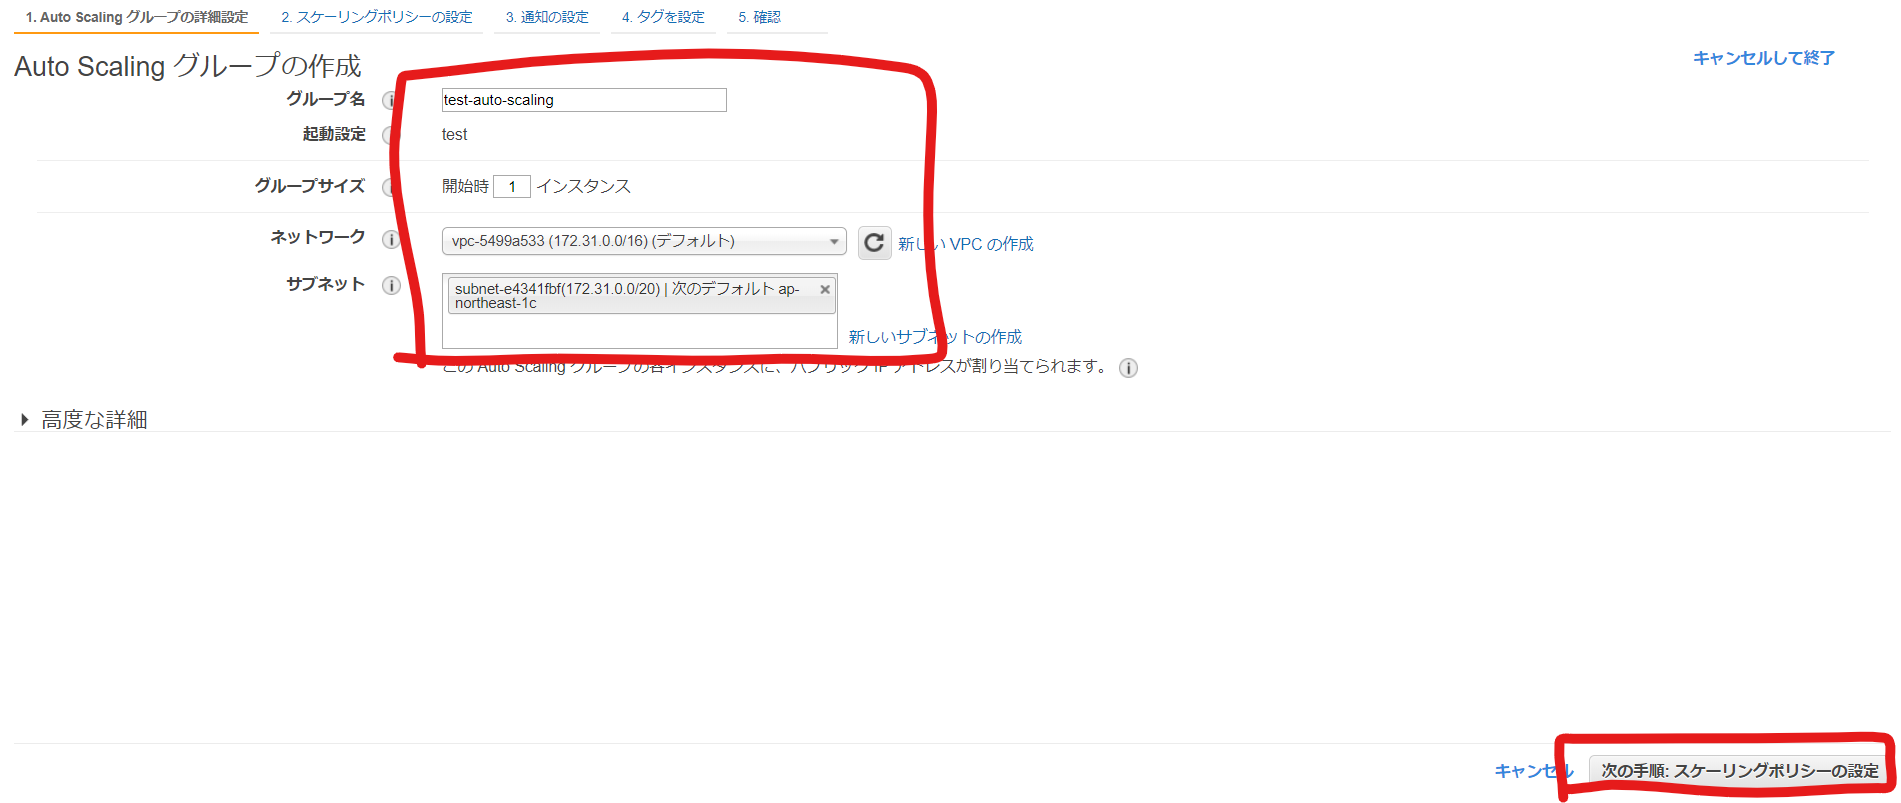 1. Auto Scaling グループの詳細設定 2. スケーリングポリシーの設定 3. 通知の設定 4. タグを設定 5. 確認
Auto Scaling グループの作成
キャンセルして終了
グループ名 test-auto-scaling
起動設定 test
グループサイズ 開始時 1 インスタンス
ネットワーク vpc-5499a533 (172.31.0.0/16) (デフォルト) 新しい VPC の作成
サブネット subnet-e4341fbf(172.31.0.0/20) | 次のデフォルト ap-
northeast-1c
新しいサブネットの作成
この Auto Scaling グループの各インスタンスに、パブリック IP アドレスが割り当てられます。
高度な詳細
キャンセル 次の手順: スケーリングポリシーの設定